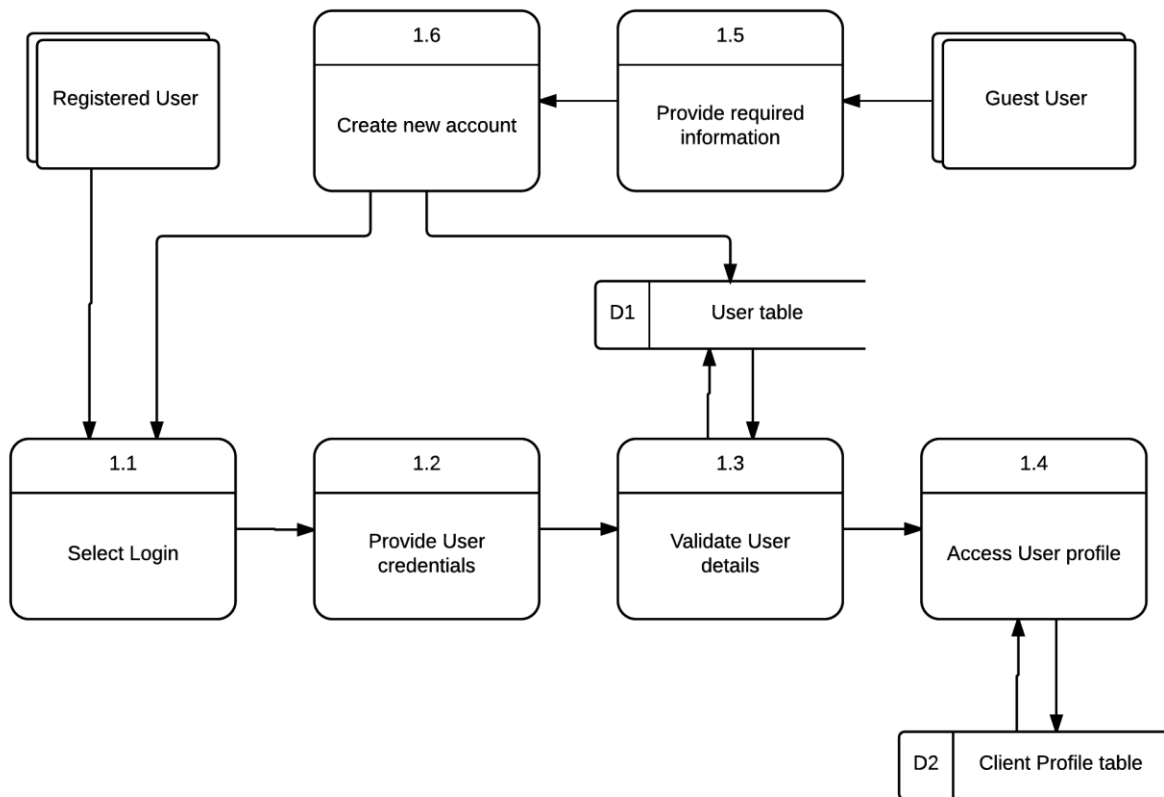 1.6
1.5
Registered User
Guest User
Create new account
Provide required
information
D1
User table
1.1
1.2
1.3
1.4
Select Login
Provide User
credentials
Validate User
details
Access User profile
D2
Client Profile table